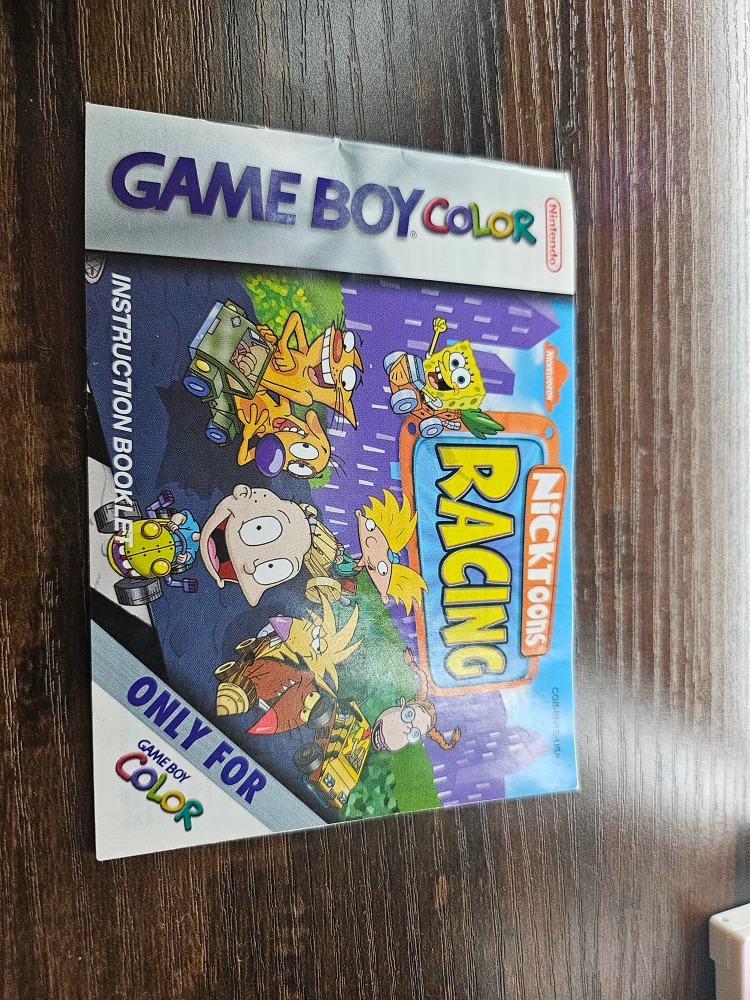 GAME BOY COLOR
Nintendo
NICKELODEON
NICKTOONS
RACING
INSTRUCTION BOOKLET
ONLY FOR
GAME BOY
COLOR